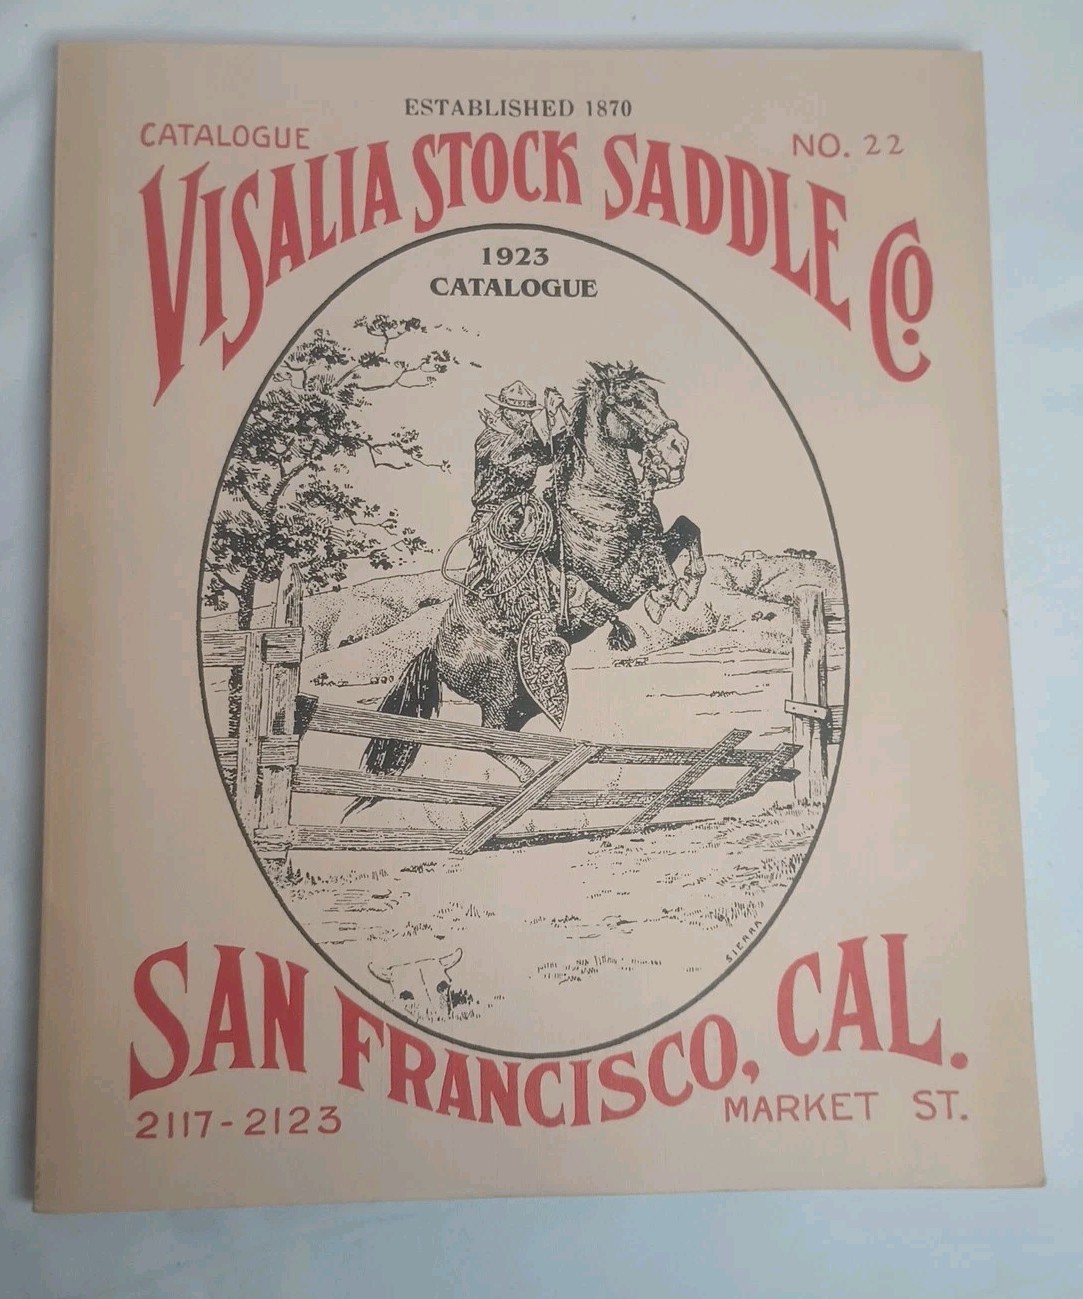 ESTABLISHED 1870
CATALOGUE NO. 22
VISALIA STOCK SADDLE CO.
1923
CATALOGUE
SIERRA
SAN FRANCISCO, CAL.
2117-2123 MARKET ST.